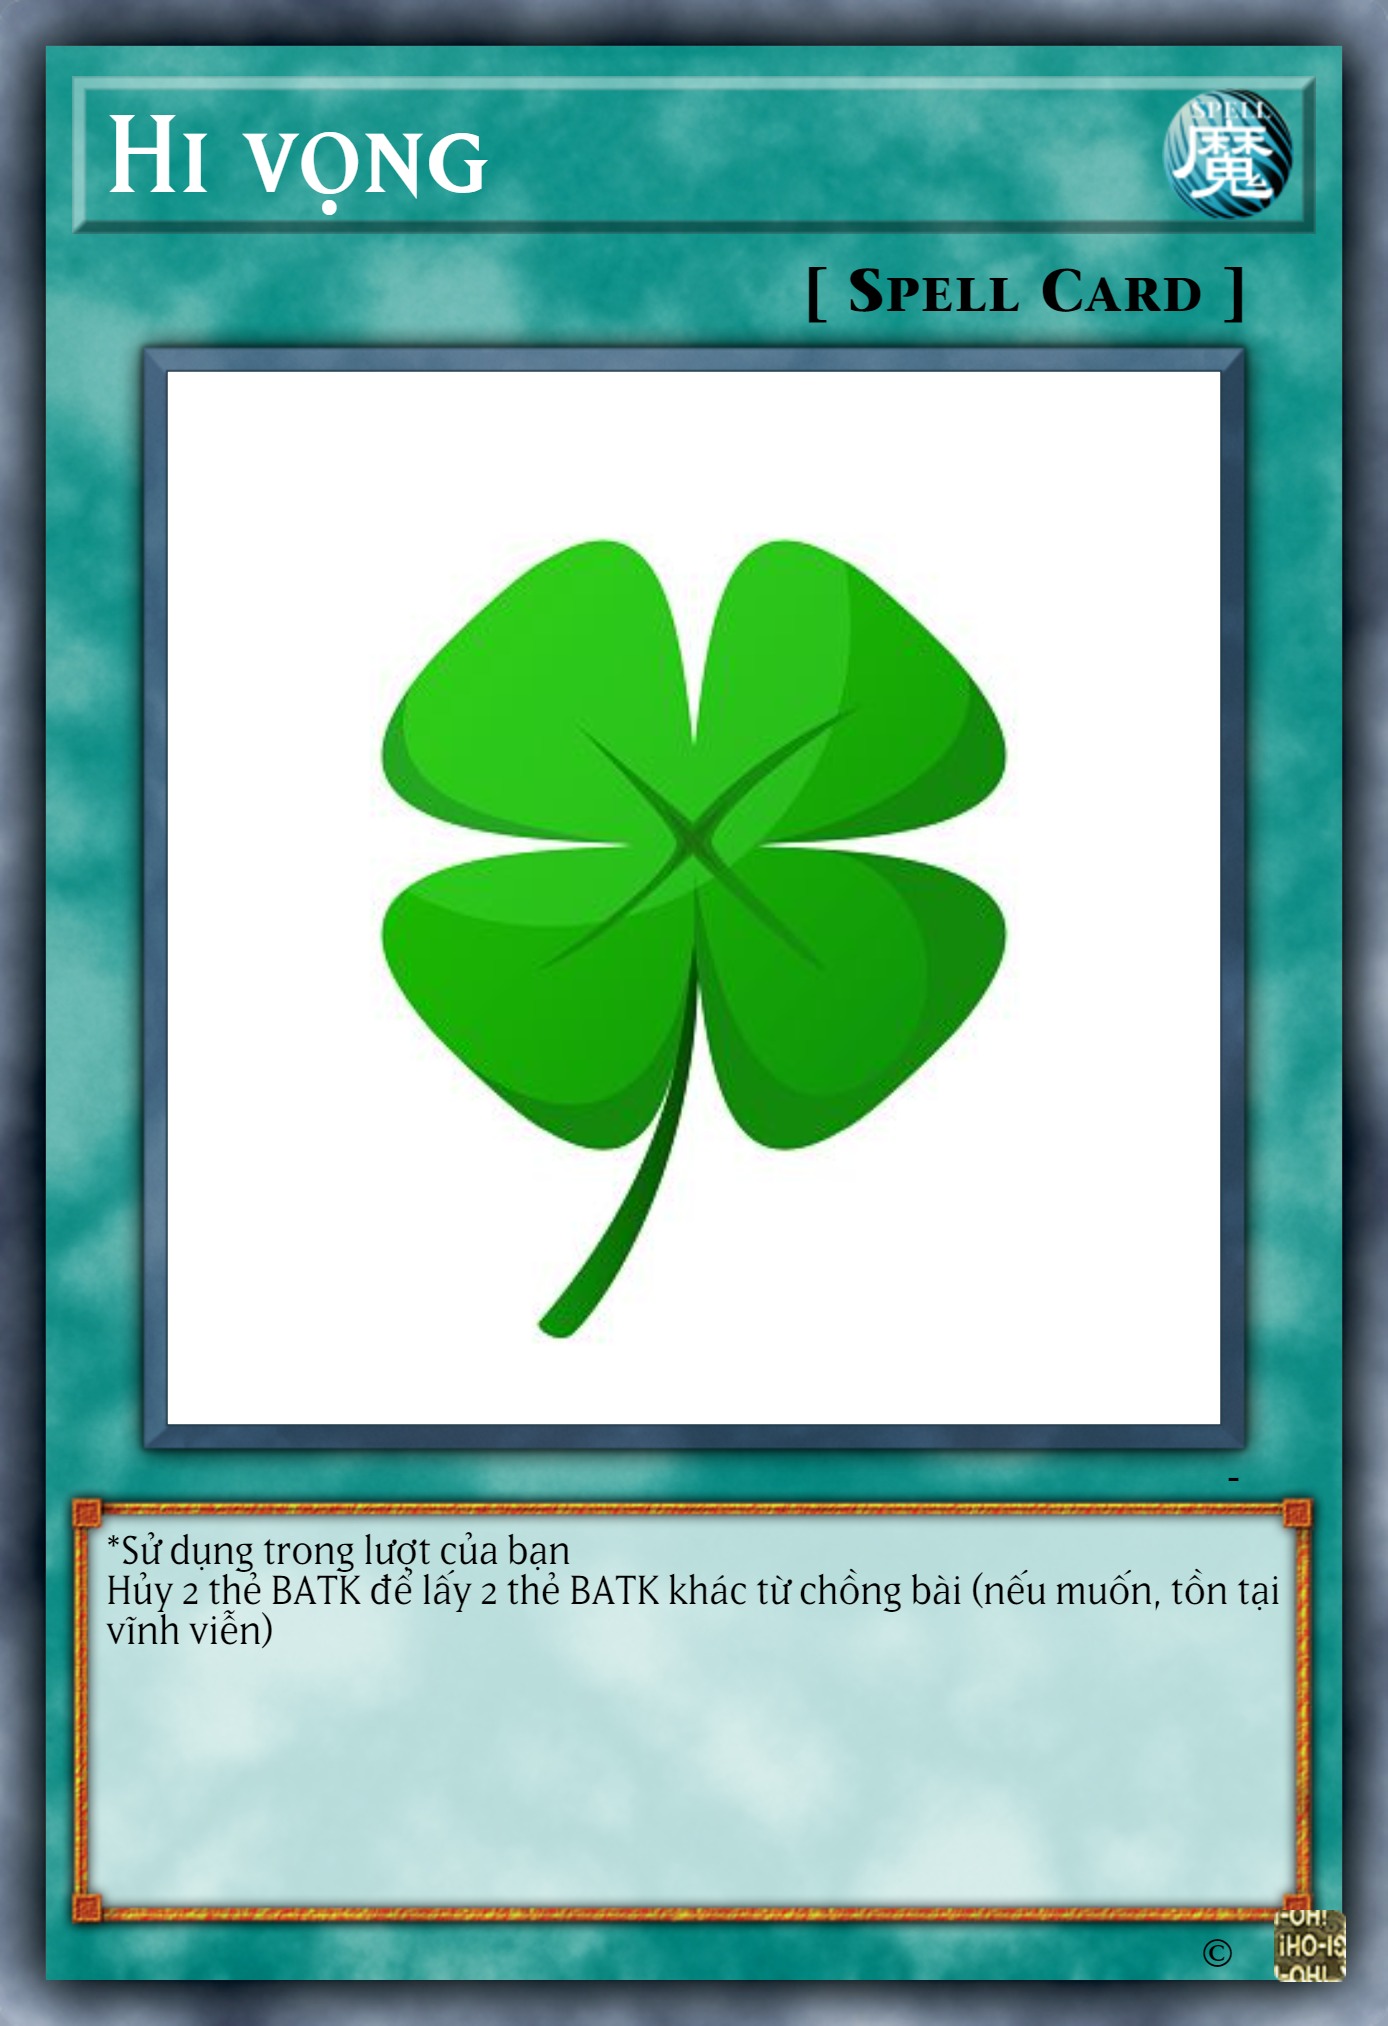 Hi vọng
SPELL
魔
[ Spell Card ]
-
*Sử dụng trong lượt của bạn
Hủy 2 thẻ BATK để lấy 2 thẻ BATK khác từ chồng bài (nếu muốn, tồn tại
vĩnh viễn)
©
-OH!